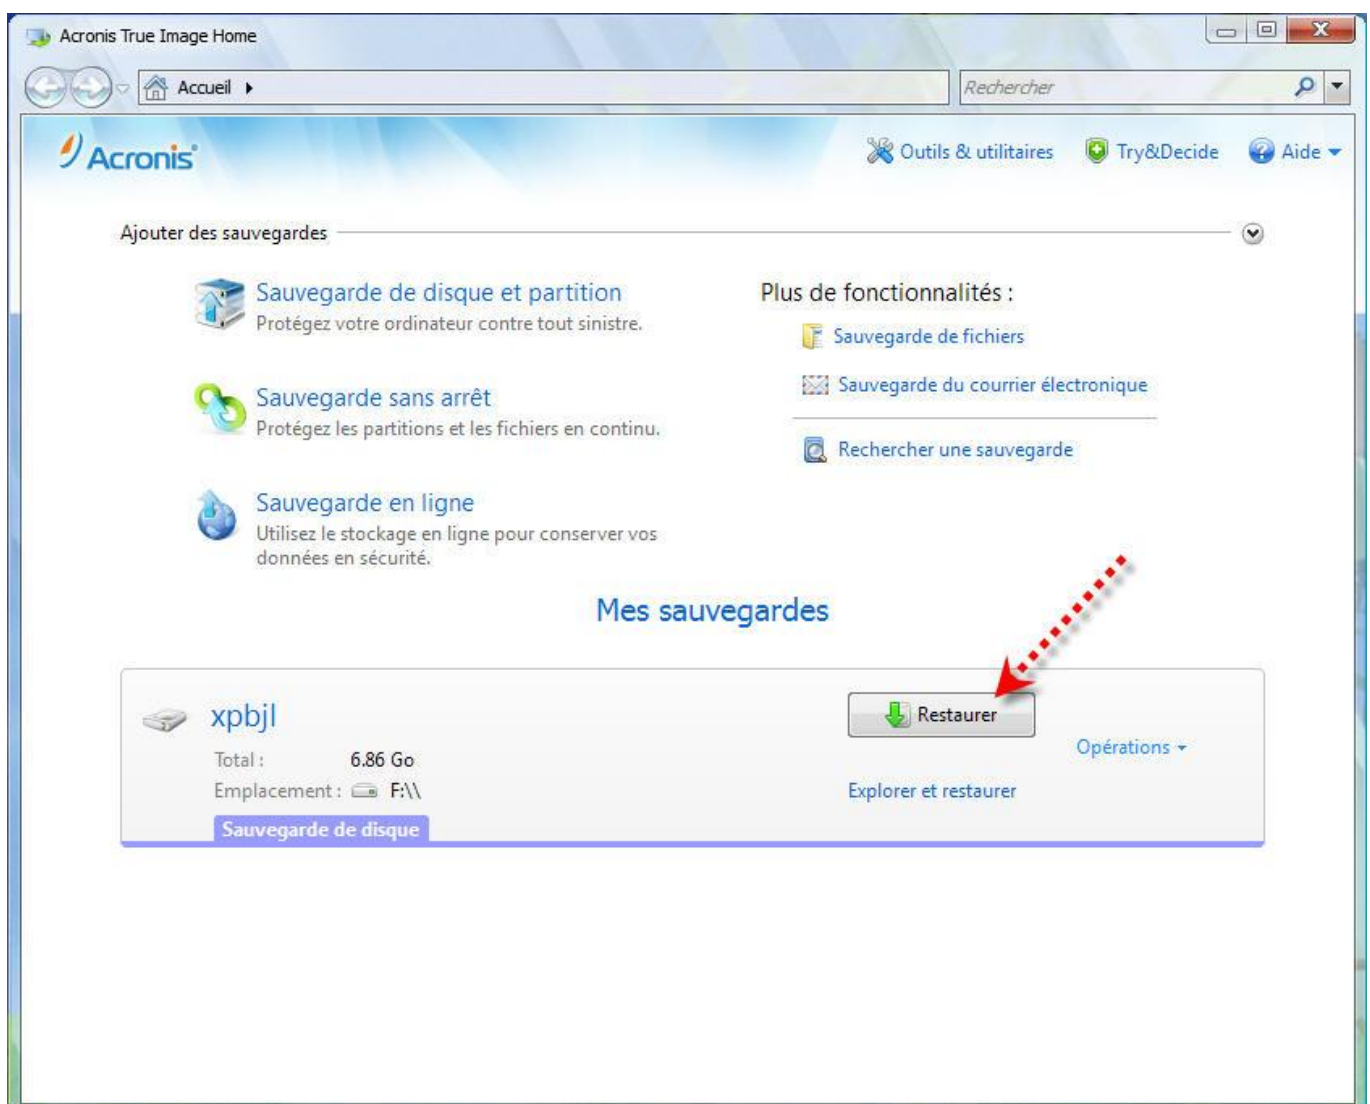 Acronis True Image Home
Accueil
Rechercher
Acronis
Outils & utilitaires
Try&Decide
Aide
Ajouter des sauvegardes
Sauvegarde de disque et partition
Protégez votre ordinateur contre tout sinistre.
Sauvegarde sans arrêt
Protégez les partitions et les fichiers en continu.
Sauvegarde en ligne
Utilisez le stockage en ligne pour conserver vos
données en sécurité.
Plus de fonctionnalités :
Sauvegarde de fichiers
Sauvegarde du courrier électronique
Rechercher une sauvegarde
Mes sauvegardes
xpbjl
Total : 6.86 Go
Emplacement : F:\\
Sauvegarde de disque
Restaurer
Opérations
Explorer et restaurer